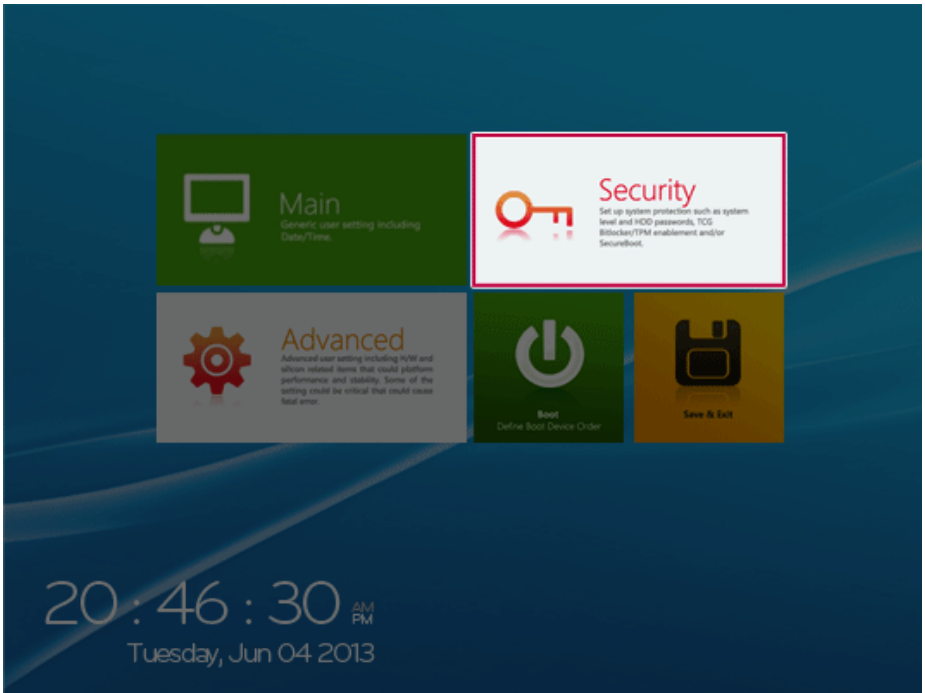 Main
Generic user setting including
Date/Time.
Security
Set up system protection such as system
level and HDD passwords, TCG
Bitlocker/TPM enablement and/or
SecureBoot.
Advanced
Advanced user setting including H/W and
silicon related items that could platform
performance and stability. Some of the
setting could be critical that could cause
fatal error.
Boot
Define Boot Device Order
Save & Exit
20 : 46 : 30 AM
PM
Tuesday, Jun 04 2013